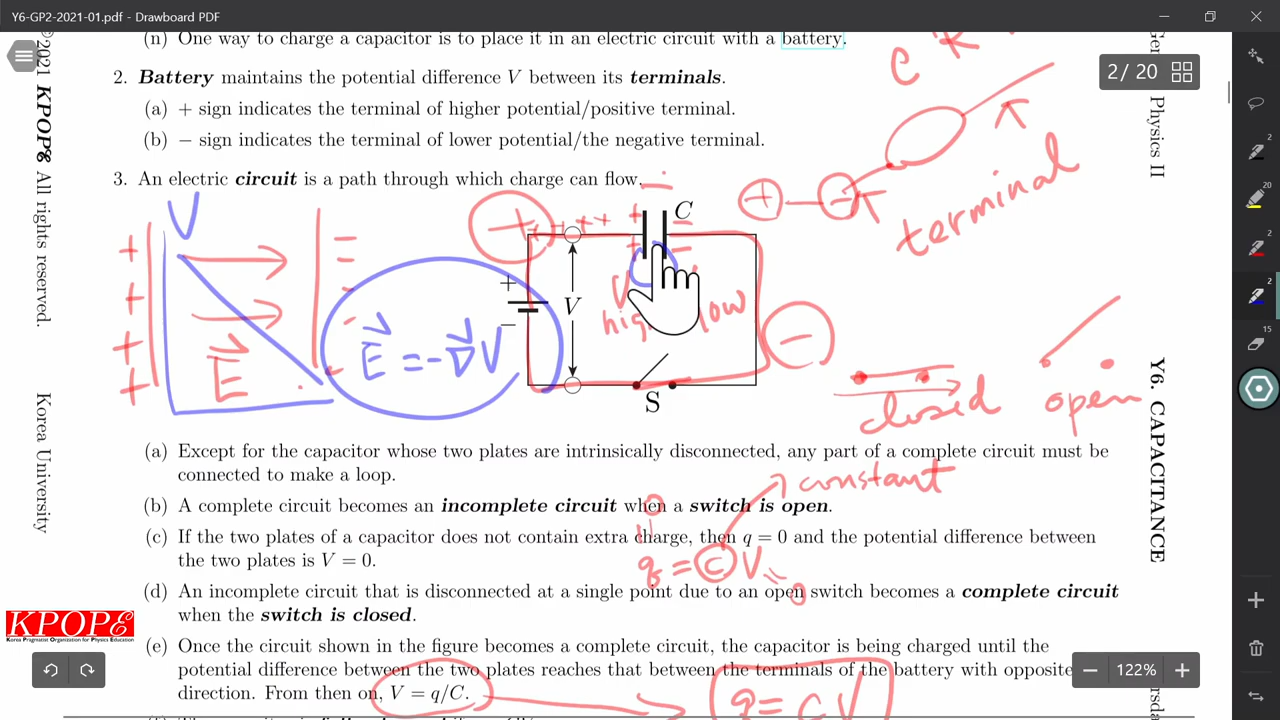 Y6-GP2-2021-01.pdf - Drawboard PDF
(n) One way to charge a capacitor is to place it in an electric circuit with a battery.
2. Battery maintains the potential difference V between its terminals.
(a) + sign indicates the terminal of higher potential/positive terminal.
(b) − sign indicates the terminal of lower potential/the negative terminal.
3. An electric circuit is a path through which charge can flow.
2 / 20
C R
terminal
C
V
+
−
V
S
E
E = −∇V
low
closed
open
(a) Except for the capacitor whose two plates are intrinsically disconnected, any part of a complete circuit must be
connected to make a loop.
constant
(b) A complete circuit becomes an incomplete circuit when a switch is open.
(c) If the two plates of a capacitor does not contain extra charge, then q = 0 and the potential difference between
the two plates is V = 0.
q = C V = 0
(d) An incomplete circuit that is disconnected at a single point due to an open switch becomes a complete circuit
when the switch is closed.
(e) Once the circuit shown in the figure becomes a complete circuit, the capacitor is being charged until the
potential difference between the two plates reaches that between the terminals of the battery with opposite
direction. From then on, V = q/C.
q = CV
©2021 KPOPE All rights reserved. Korea University
Physics II
Y6. CAPACITANCE
KPOPE
Korea Pragmatist Organization for Physics Education
122%
2
20
2
2
15